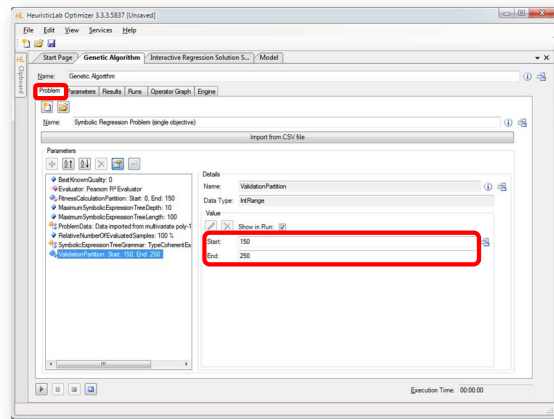 HeuristicLab Optimizer 3.3.3.5837 [Unsaved]
File Edit View Services Help
Start Page Genetic Algorithm Interactive Regression Solution S... Model
Clipboard
Name: Genetic Algorithm
Problem Parameters Results Runs Operator Graph Engine
Name: Symbolic Regression Problem (single objective)
Import from CSV file
Parameters
BestKnownQuality: 0
Evaluator: Pearson R² Evaluator
FitnessCalculationPartition: Start: 0, End: 150
MaximumSymbolicExpressionTreeDepth: 10
MaximumSymbolicExpressionTreeLength: 100
ProblemData: Data imported from multivariate poly-1
RelativeNumberOfEvaluatedSamples: 100 %
SymbolicExpressionTreeGrammar: TypeCoherentEx
ValidationPartition: Start: 150, End: 250
Details
Name: ValidationPartition
Data Type: IntRange
Value
Show in Run:
Start: 150
End: 250
Execution Time: 00:00:00